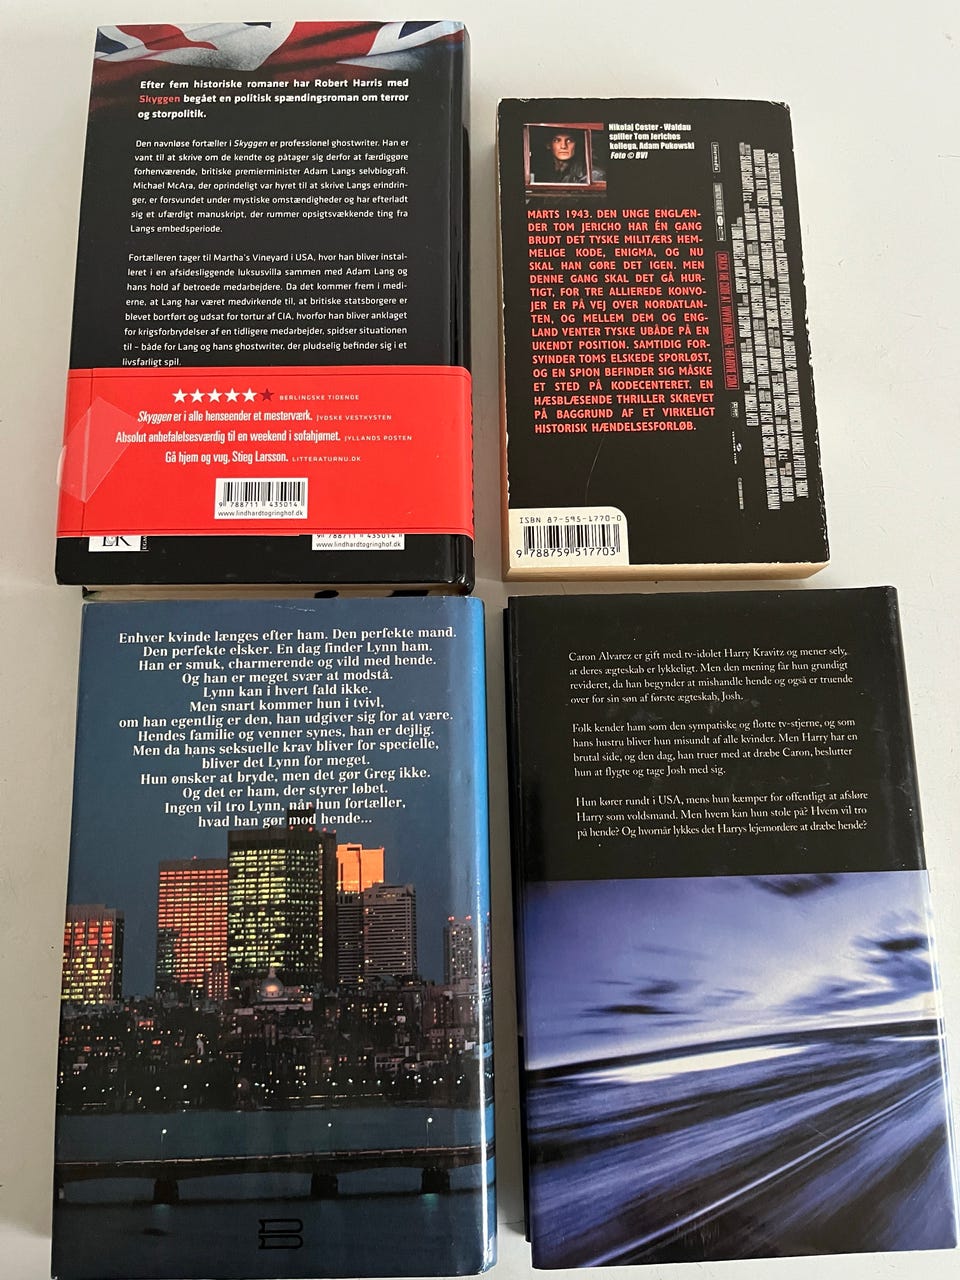 Efter fem historiske romaner har Robert Harris med
Skyggen begået en politisk spændingsroman om terror
og storpolitik.
Den navnløse fortæller i Skyggen er professionel ghostwriter. Han er
vant til at skrive om de kendte og påtager sig derfor at færdiggøre
forhenværende, britiske premierminister Adam Langs selvbiografi.
Michael McAra, der oprindeligt var hyret til at skrive Langs erindrin-
ger, er forsvundet under mystiske omstændigheder og har efterladt
sig et ufærdigt manuskript, der rummer opsigtsvækkende ting fra
Langs embedsperiode.
Fortælleren tager til Martha's Vineyard i USA, hvor han bliver instal-
leret i en afsidesliggende luksusvilla sammen med Adam Lang og
hans hold af betroede medarbejdere. Da det kommer frem i medi-
erne, at Lang har været medvirkende til, at britiske statsborgere er
blevet bortført og udsat for tortur af CIA, hvorfor han bliver anklaget
for krigsforbrydelser af en tidligere medarbejder, spidser situationen
til – både for Lang og hans ghostwriter, der pludselig befinder sig i et
livsfarligt spil.
BERLINGSKE TIDENDE
Skyggen er i alle henseender et mesterværk. JYDSKE VESTKYSTEN
Absolut anbefalelsesværdig til en weekend i sofahjørnet. JYLLANDS POSTEN
Gå hjem og vug, Stieg Larsson. LITTERATURNU.DK
9 788711 435014
www.lindhardtogringhof.dk
L&K
9 788711 435014
www.lindhardtogringhof.dk
Nikolaj Coster - Waldau
spiller Tom Jerichos
kollega, Adam Pukowski
Foto © BVI
MARTS 1943. DEN UNGE ENGLÆN-
DER TOM JERICHO HAR ÉN GANG
BRUDT DET TYSKE MILITÆRS HEM-
MELIGE KODE, ENIGMA, OG NU
SKAL HAN GØRE DET IGEN. MEN
DENNE GANG SKAL DET GÅ HUR-
TIGT, FOR TRE ALLIEREDE KONVO-
JER ER PÅ VEJ OVER NORDATLAN-
TEN, OG MELLEM DEM OG ENG-
LAND VENTER TYSKE UBÅDE PÅ EN
UKENDT POSITION. SAMTIDIG FOR-
SVINDER TOMS ELSKEDE SPORLØST,
OG EN SPION BEFINDER SIG MÅSKE
ET STED PÅ KODECENTERET. EN
HÆSBLÆSENDE THRILLER SKREVET
PÅ BAGGRUND AF ET VIRKELIGT
HISTORISK HÆNDELSESFORLØB.
ISBN 87-595-1770-0
9 788759 517703
Enhver kvinde længes efter ham. Den perfekte mand.
Den perfekte elsker. En dag finder Lynn ham.
Han er smuk, charmerende og vild med hende.
Og han er meget svær at modstå.
Lynn kan i hvert fald ikke.
Men snart kommer hun i tvivl,
om han egentlig er den, han udgiver sig for at være.
Hendes familie og venner synes, han er dejlig.
Men da hans seksuelle krav bliver for specielle,
bliver det Lynn for meget.
Hun ønsker at bryde, men det gør Greg ikke.
Og det er ham, der styrer løbet.
Ingen vil tro Lynn, når hun fortæller,
hvad han gør mod hende...
Caron Alvarez er gift med tv-idolet Harry Kravitz og mener selv,
at deres ægteskab er lykkeligt. Men den mening får hun grundigt
revideret, da han begynder at mishandle hende og også er truende
over for sin søn af første ægteskab, Josh.
Folk kender ham som den sympatiske og flotte tv-stjerne, og som
hans hustru bliver hun misundt af alle kvinder. Men Harry har en
brutal side, og den dag, han truer med at dræbe Caron, beslutter
hun at flygte og tage Josh med sig.
Hun kører rundt i USA, mens hun kæmper for offentligt at afsløre
Harry som voldsmand. Men hvem kan hun stole på? Hvem vil tro
på hende? Og hvornår lykkes det Harrys lejemordere at dræbe hende?